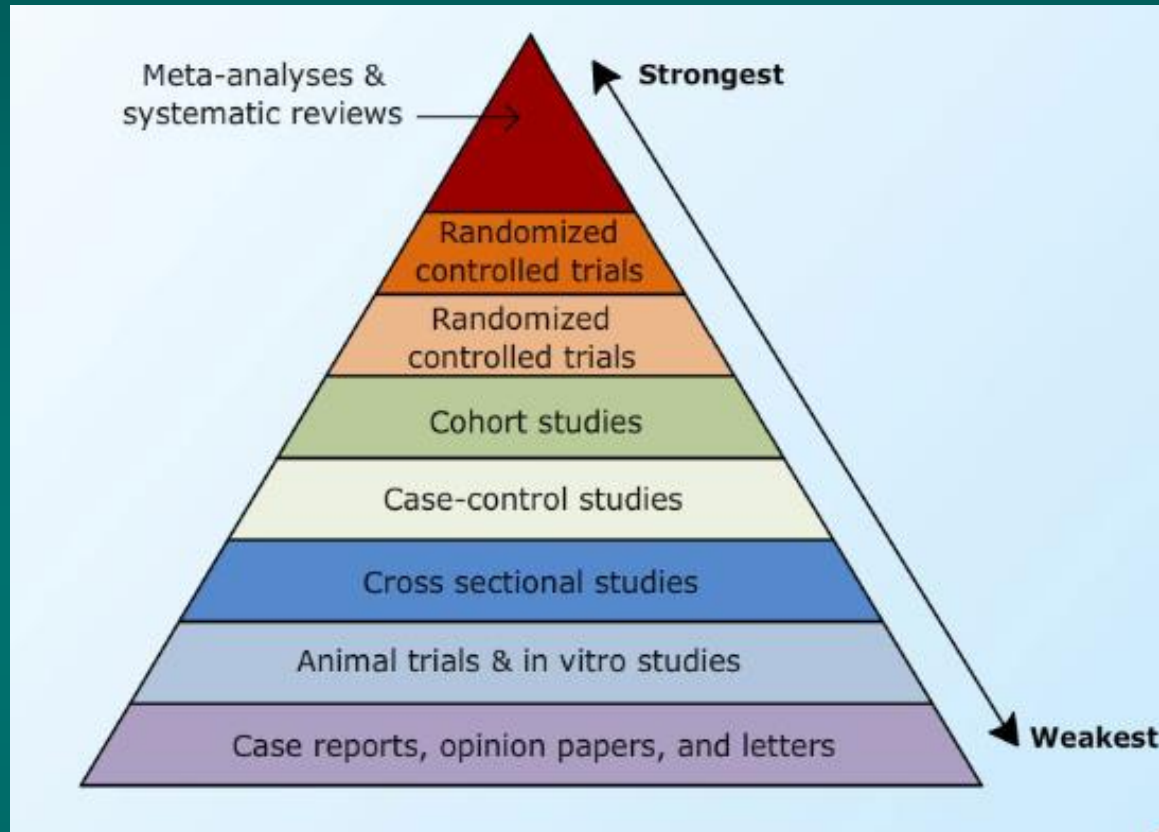 Meta-analyses &
systematic reviews
Strongest
Randomized
controlled trials
Randomized
controlled trials
Cohort studies
Case-control studies
Cross sectional studies
Animal trials & in vitro studies
Case reports, opinion papers, and letters
Weakest